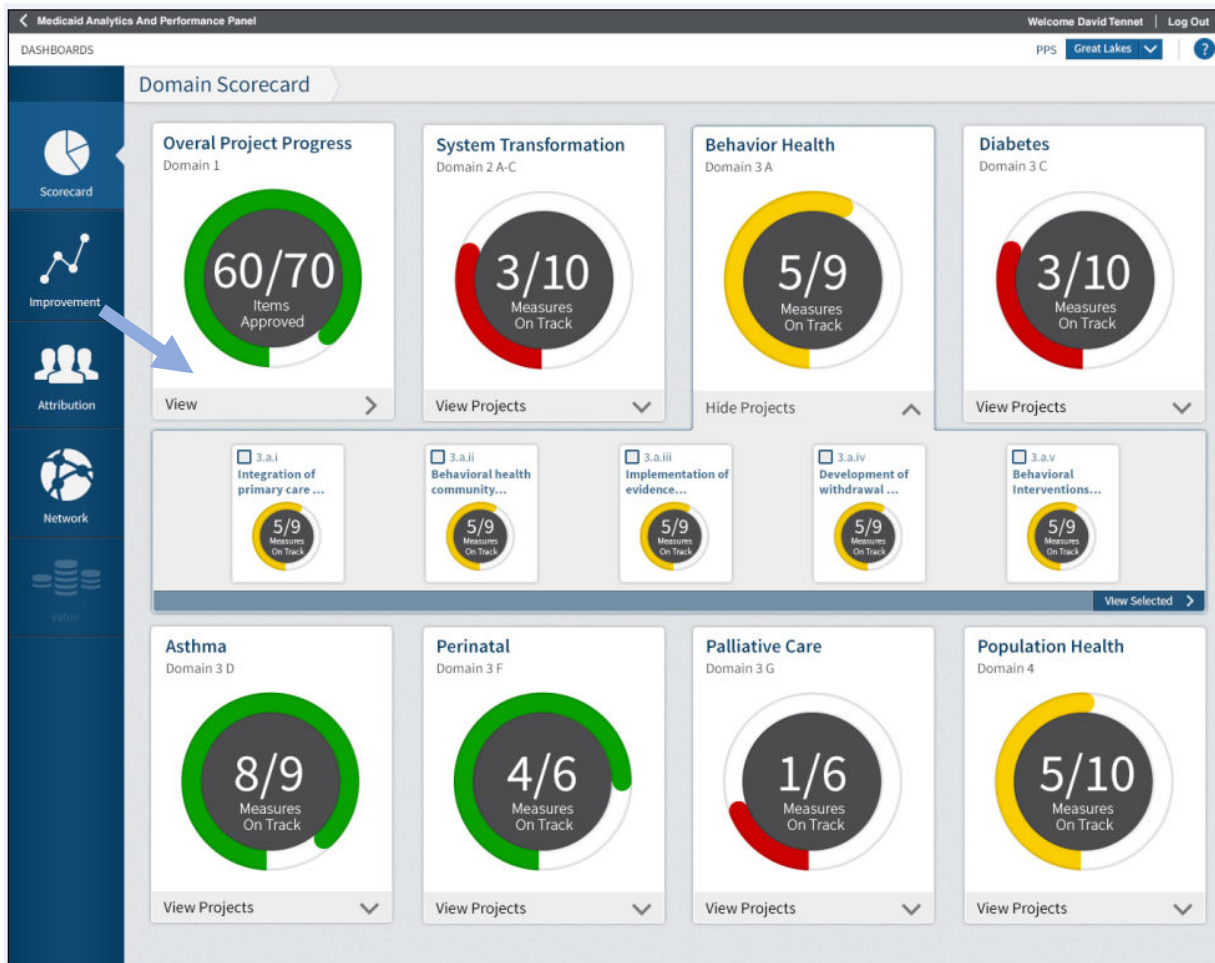 Medicaid Analytics And Performance Panel
Welcome David Tennet | Log Out
DASHBOARDS
PPS Great Lakes
?
Domain Scorecard
Scorecard
Improvement
Attribution
Network
Value
Overal Project Progress
Domain 1
60/70
Items
Approved
View
System Transformation
Domain 2 A-C
3/10
Measures
On Track
View Projects
Behavior Health
Domain 3 A
5/9
Measures
On Track
Hide Projects
Diabetes
Domain 3 C
3/10
Measures
On Track
View Projects
3.a.i
Integration of
primary care ...
5/9
Measures
On Track
3.a.ii
Behavioral health
community...
5/9
Measures
On Track
3.a.iii
Implementation of
evidence...
5/9
Measures
On Track
3.a.iv
Development of
withdrawal ...
5/9
Measures
On Track
3.a.v
Behavioral
Interventions...
5/9
Measures
On Track
View Selected
Asthma
Domain 3 D
8/9
Measures
On Track
View Projects
Perinatal
Domain 3 F
4/6
Measures
On Track
View Projects
Palliative Care
Domain 3 G
1/6
Measures
On Track
View Projects
Population Health
Domain 4
5/10
Measures
On Track
View Projects